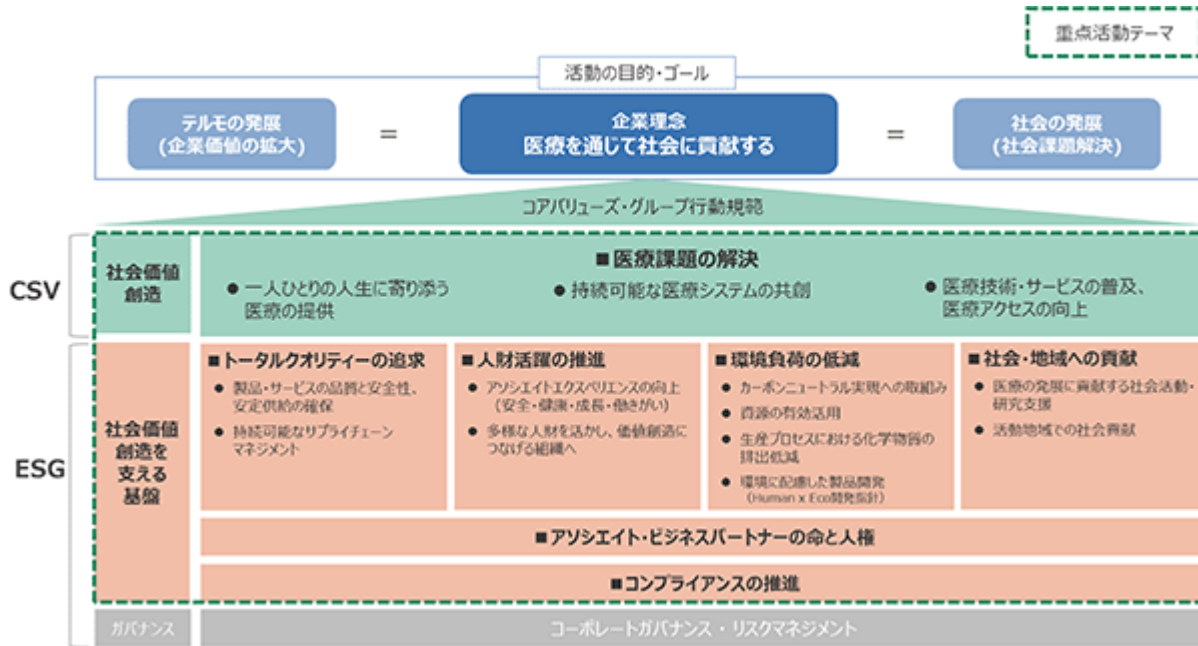 重点活動テーマ
活動の目的・ゴール
テルモの発展
(企業価値の拡大)
=
企業理念
医療を通じて社会に貢献する
=
社会の発展
(社会課題解決)
コアバリューズ・グループ行動規範
CSV
社会価値
創造
■医療課題の解決
● 一人ひとりの人生に寄り添う
医療の提供
● 持続可能な医療システムの共創
● 医療技術・サービスの普及、
医療アクセスの向上
ESG
社会価値
創造を
支える
基盤
■トータルクオリティーの追求
● 製品・サービスの品質と安全性、
安定供給の確保
● 持続可能なサプライチェーン
マネジメント
■人財活躍の推進
● アソシエイトエクスペリエンスの向上
(安全・健康・成長・働きがい)
● 多様な人財を活かし、価値創造に
つなげる組織へ
■環境負荷の低減
● カーボンニュートラル実現への取組み
● 資源の有効活用
● 生産プロセスにおける化学物質の
排出低減
● 環境に配慮した製品開発
(Human x Eco開発指針)
■社会・地域への貢献
● 医療の発展に貢献する社会活動・
研究支援
● 活動地域での社会貢献
■アソシエイト・ビジネスパートナーの命と人権
■コンプライアンスの推進
ガバナンス
コーポレートガバナンス・リスクマネジメント